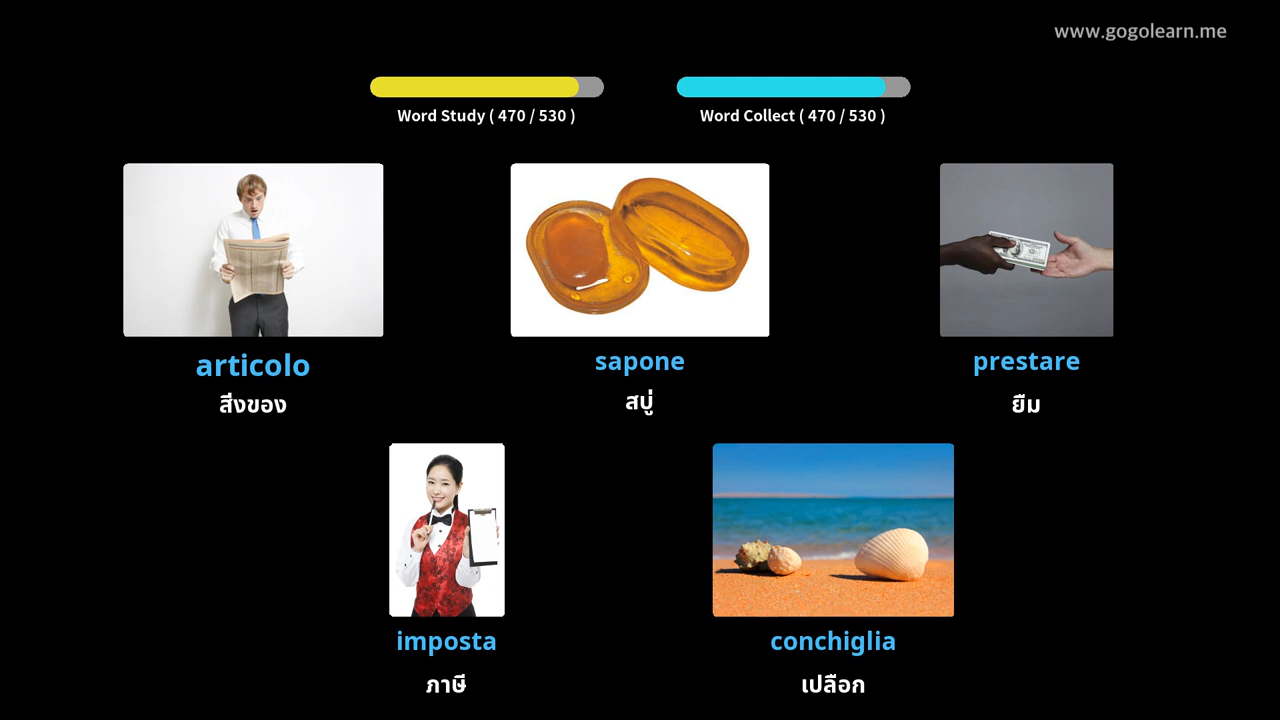 www.gogolearn.me
Word Study ( 470 / 530 )
Word Collect ( 470 / 530 )
articolo
สิ่งของ
sapone
สบู่
prestare
ยืม
imposta
ภาษี
conchiglia
เปลือก